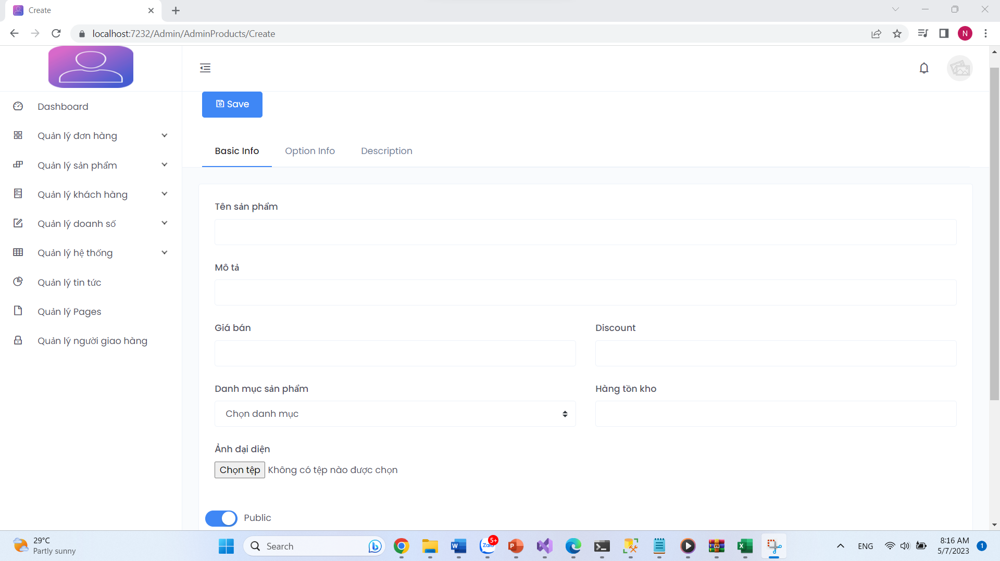 Create
localhost:7232/Admin/AdminProducts/Create
N
Save
Dashboard
Quản lý đơn hàng
Quản lý sản phẩm
Quản lý khách hàng
Quản lý doanh số
Quản lý hệ thống
Quản lý tin tức
Quản lý Pages
Quản lý người giao hàng
Basic Info Option Info Description
Tên sản phẩm
Mô tả
Giá bán Discount
Danh mục sản phẩm Hàng tồn kho
Chọn danh mục
Ảnh đại diện
Chọn tệp Không có tệp nào được chọn
Public
29°C
Partly sunny
Search
W
Zalo
5+
P
X
ENG
8:16 AM
5/7/2023
1